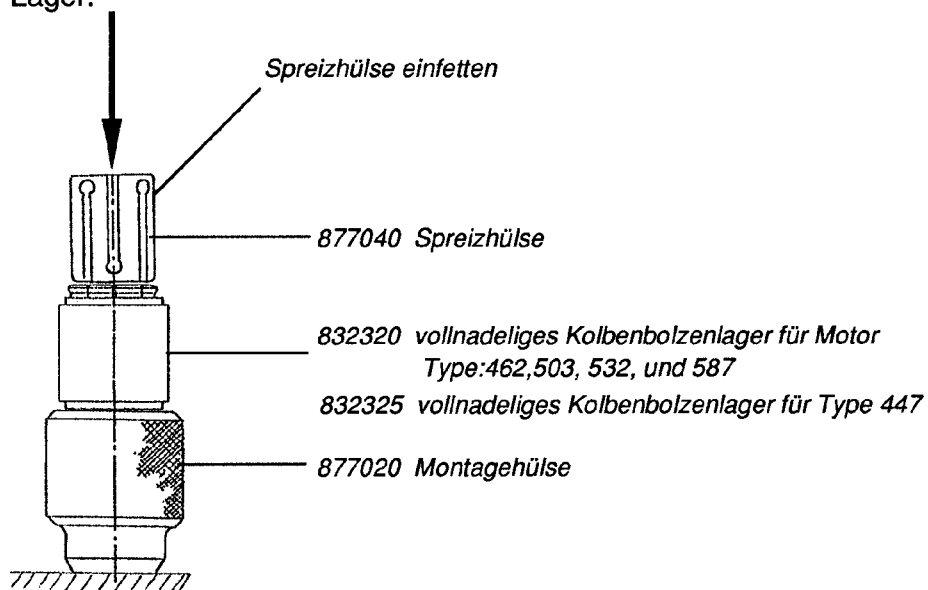 Lager.
Spreizhülse einfetten
877040 Spreizhülse
832320 vollnadeliges Kolbenbolzenlager für Motor
Type:462,503, 532, und 587
832325 vollnadeliges Kolbenbolzenlager für Type 447
877020 Montagehülse